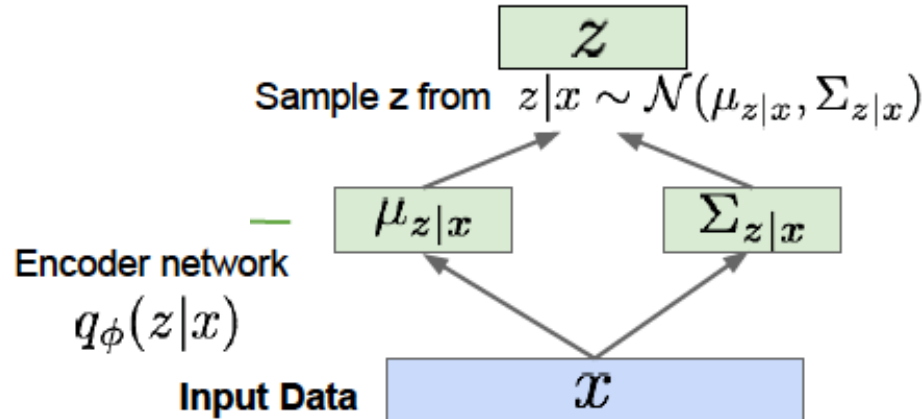 z
Sample z from z|x ∼ 𝒩(μ_{z|x}, Σ_{z|x})
μ_{z|x} Σ_{z|x}
Encoder network
q_ϕ(z|x)
Input Data x